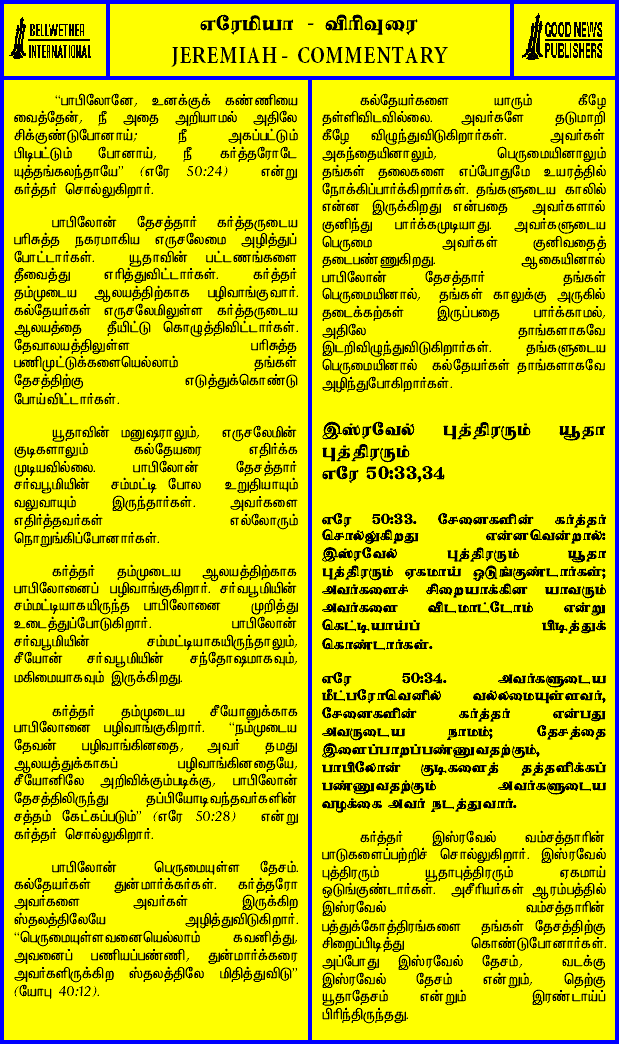 BELLWETHER
INTERNATIONAL
எரேமியா - விரிவுரை
JEREMIAH - COMMENTARY
GOOD NEWS
PUBLISHERS
“பாபிலோனே, உனக்குக் கண்ணியை
வைத்தேன், நீ அதை அறியாமல் அதிலே
சிக்குண்டுபோனாய்; நீ அகப்பட்டும்
பிடிபட்டும் போனாய், நீ கர்த்தரோடே
யுத்தங்கலந்தாயே” (எரே 50:24) என்று
கர்த்தர் சொல்லுகிறார்.
பாபிலோன் தேசத்தார் கர்த்தருடைய
பரிசுத்த நகரமாகிய எருசலேமை அழித்துப்
போட்டார்கள். யூதாவின் பட்டணங்களை
தீவைத்து எரித்துவிட்டார்கள். கர்த்தர்
தம்முடைய ஆலயத்திற்காக பழிவாங்குவார்.
கல்தேயர்கள் எருசலேமிலுள்ள கர்த்தருடைய
ஆலயத்தை தீயிட்டு கொழுத்திவிட்டார்கள்.
தேவாலயத்திலுள்ள பரிசுத்த
பணிமுட்டுக்களையெல்லாம் தங்கள்
தேசத்திற்கு எடுத்துக்கொண்டு
போய்விட்டார்கள்.
யூதாவின் மனுஷராலும், எருசலேமின்
குடிகளாலும் கல்தேயரை எதிர்க்க
முடியவில்லை. பாபிலோன் தேசத்தார்
சர்வபூமியின் சம்மட்டி போல உறுதியாயும்
வலுவாயும் இருந்தார்கள். அவர்களை
எதிர்த்தவர்கள் எல்லோரும்
நொறுங்கிப்போனார்கள்.
கர்த்தர் தம்முடைய ஆலயத்திற்காக
பாபிலோனைப் பழிவாங்குகிறார். சர்வபூமியின்
சம்மட்டியாகயிருந்த பாபிலோனை முறித்து
உடைத்துப்போடுகிறார். பாபிலோன்
சர்வபூமியின் சம்மட்டியாகயிருந்தாலும்,
சீயோன் சர்வபூமியின் சந்தோஷமாகவும்,
மகிமையாகவும் இருக்கிறது.
கர்த்தர் தம்முடைய சீயோனுக்காக
பாபிலோனை பழிவாங்குகிறார். “நம்முடைய
தேவன் பழிவாங்கினதை, அவர் தமது
ஆலயத்துக்காகப் பழிவாங்கினதையே,
சீயோனிலே அறிவிக்கும்படிக்கு, பாபிலோன்
தேசத்திலிருந்து தப்பியோடிவந்தவர்களின்
சத்தம் கேட்கப்படும்” (எரே 50:28) என்று
கர்த்தர் சொல்லுகிறார்.
பாபிலோன் பெருமையுள்ள தேசம்.
கல்தேயர்கள் துன்மார்க்கர்கள். கர்த்தரோ
அவர்களை அவர்கள் இருக்கிற
ஸ்தலத்திலேயே அழித்துவிடுகிறார்.
“பெருமையுள்ளவனையெல்லாம் கவனித்து,
அவனைப் பணியப்பண்ணி, துன்மார்க்கரை
அவர்களிருக்கிற ஸ்தலத்திலே மிதித்துவிடு”
(யோபு 40:12).
கல்தேயர்களை யாரும் கீழே
தள்ளிவிடவில்லை. அவர்களே தடுமாறி
கீழே விழுந்துவிடுகிறார்கள். அவர்கள்
அகந்தையினாலும், பெருமையினாலும்
தங்கள் தலைகளை எப்போதுமே உயரத்தில்
நோக்கிப்பார்க்கிறார்கள். தங்களுடைய காலில்
என்ன இருக்கிறது என்பதை அவர்களால்
குனிந்து பார்க்கமுடியாது. அவர்களுடைய
பெருமை அவர்கள் குனிவதைத்
தடைபண்ணுகிறது. ஆகையினால்
பாபிலோன் தேசத்தார் தங்கள்
பெருமையினால், தங்கள் காலுக்கு அருகில்
தடைக்கற்கள் இருப்பதை பார்க்காமல்,
அதிலே தாங்களாகவே
இடறிவிழுந்துவிடுகிறார்கள். தங்களுடைய
பெருமையினால் கல்தேயர்கள் தாங்களாகவே
அழிந்துபோகிறார்கள்.
இஸ்ரவேல் புத்திரரும் யூதா
புத்திரரும்
எரே 50:33,34
எரே 50:33. சேனைகளின் கர்த்தர்
சொல்லுகிறது என்னவென்றால்:
இஸ்ரவேல் புத்திரரும் யூதா
புத்திரரும் ஏகமாய் ஒடுங்குண்டார்கள்;
அவர்களைச் சிறையாக்கின யாவரும்
அவர்களை விடமாட்டோம் என்று
கெட்டியாய்ப் பிடித்துக்
கொண்டார்கள்.
எரே 50:34. அவர்களுடைய
மீட்பரோவெனில் வல்லமையுள்ளவர்,
சேனைகளின் கர்த்தர் என்பது
அவருடைய நாமம்; தேசத்தை
இளைப்பாறப்பண்ணுவதற்கும்,
பாபிலோன் குடிகளைத் தத்தளிக்கப்
பண்ணுவதற்கும் அவர்களுடைய
வழக்கை அவர் நடத்துவார்.
கர்த்தர் இஸ்ரவேல் வம்சத்தாரின்
பாடுகளைப்பற்றிச் சொல்லுகிறார். இஸ்ரவேல்
புத்திரரும் யூதாபுத்திரரும் ஏகமாய்
ஒடுங்குண்டார்கள். அசீரியர்கள் ஆரம்பத்தில்
இஸ்ரவேல் வம்சத்தாரின்
பத்துக்கோத்திரங்களை தங்கள் தேசத்திற்கு
சிறைப்பிடித்து கொண்டுபோனார்கள்.
அப்போது இஸ்ரவேல் தேசம், வடக்கு
இஸ்ரவேல் தேசம் என்றும், தெற்கு
யூதாதேசம் என்றும் இரண்டாய்ப்
பிரிந்திருந்தது.